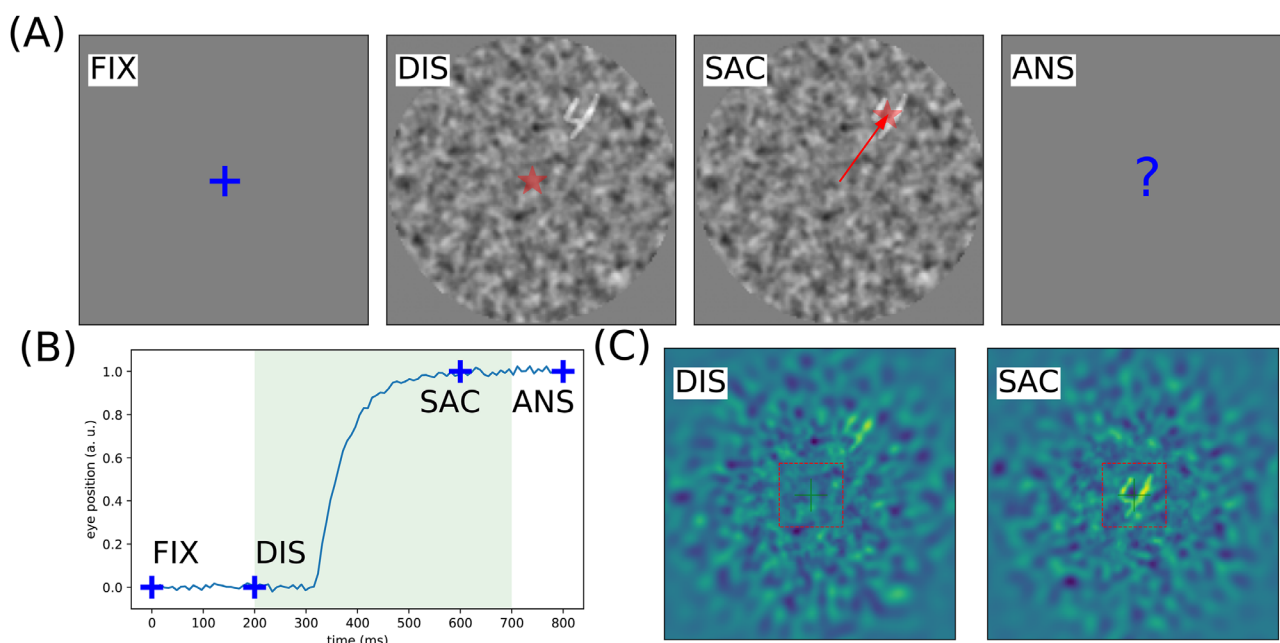 (A)
FIX
DIS
SAC
ANS
?
4
(B)
1.0
0.8
0.6
0.4
0.2
0.0
eye position (a. u.)
FIX
DIS
SAC
ANS
0 100 200 300 400 500 600 700 800
time (ms)
(C)
DIS
SAC